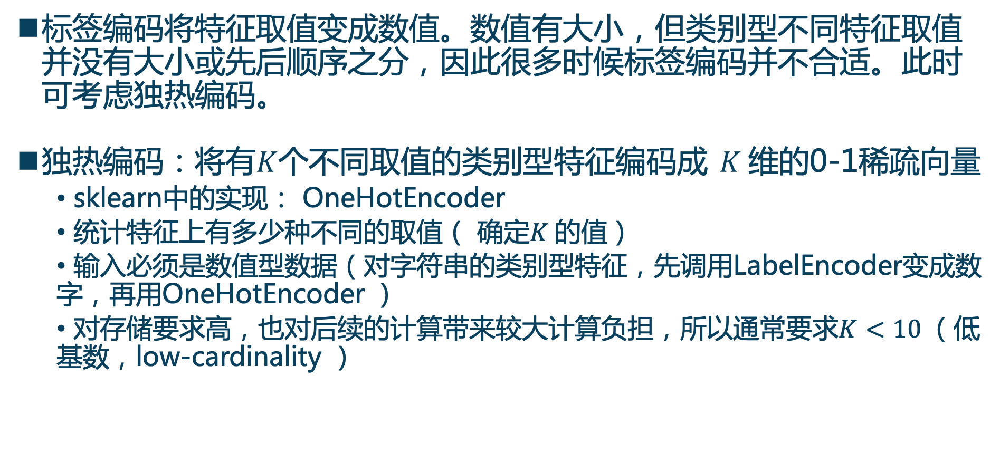 ■标签编码将特征取值变成数值。数值有大小，但类别型不同特征取值
并没有大小或先后顺序之分，因此很多时候标签编码并不合适。此时
可考虑独热编码。
■独热编码：将有K个不同取值的类别型特征编码成 K 维的0-1稀疏向量
• sklearn中的实现： OneHotEncoder
• 统计特征上有多少种不同的取值（ 确定K 的值）
• 输入必须是数值型数据（对字符串的类别型特征，先调用LabelEncoder变成数
字，再用OneHotEncoder ）
• 对存储要求高，也对后续的计算带来较大计算负担，所以通常要求K < 10（低
基数，low-cardinality ）